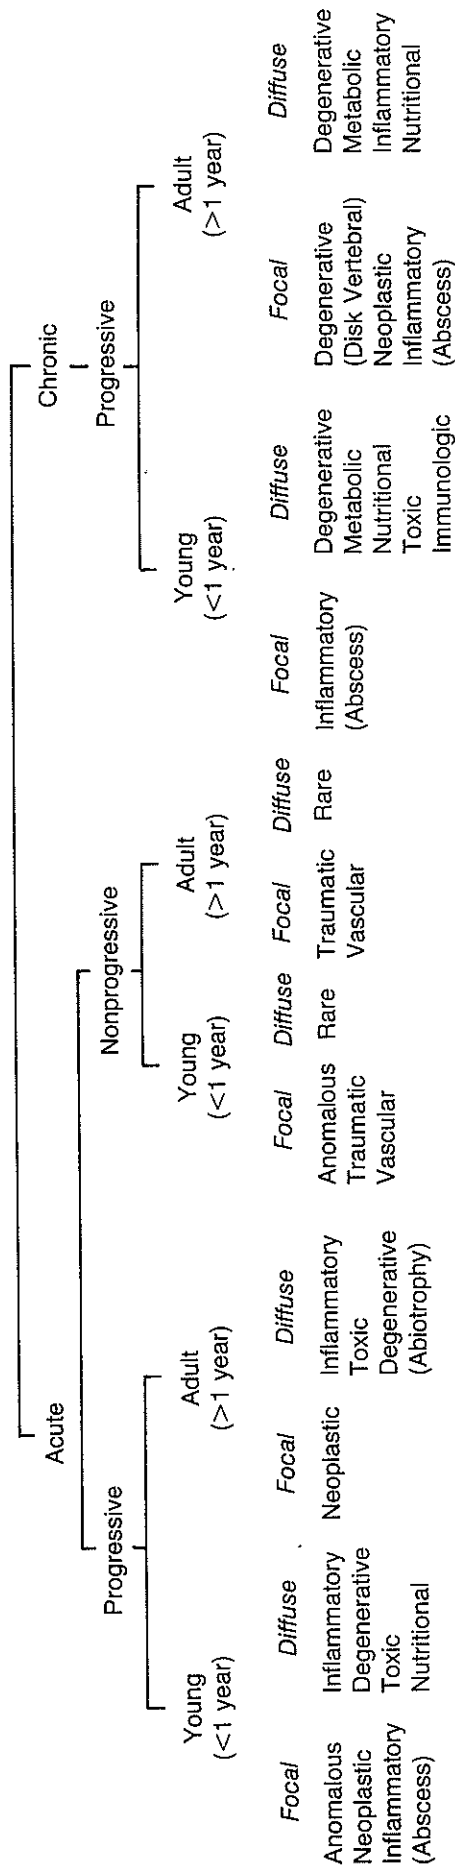 Acute
Chronic
Progressive
Nonprogressive
Progressive
Young
(<1 year)
Adult
(>1 year)
Young
(<1 year)
Adult
(>1 year)
Young
(<1 year)
Adult
(>1 year)
Focal
Anomalous
Neoplastic
Inflammatory
(Abscess)
Diffuse
Inflammatory
Degenerative
Toxic
Nutritional
Focal
Neoplastic
Diffuse
Inflammatory
Toxic
Degenerative
(Abiotrophy)
Focal
Anomalous
Traumatic
Vascular
Diffuse
Rare
Focal
Traumatic
Vascular
Diffuse
Rare
Focal
Inflammatory
(Abscess)
Diffuse
Degenerative
Metabolic
Nutritional
Toxic
Immunologic
Focal
Degenerative
(Disk Vertebral)
Neoplastic
Inflammatory
(Abscess)
Diffuse
Degenerative
Metabolic
Inflammatory
Nutritional